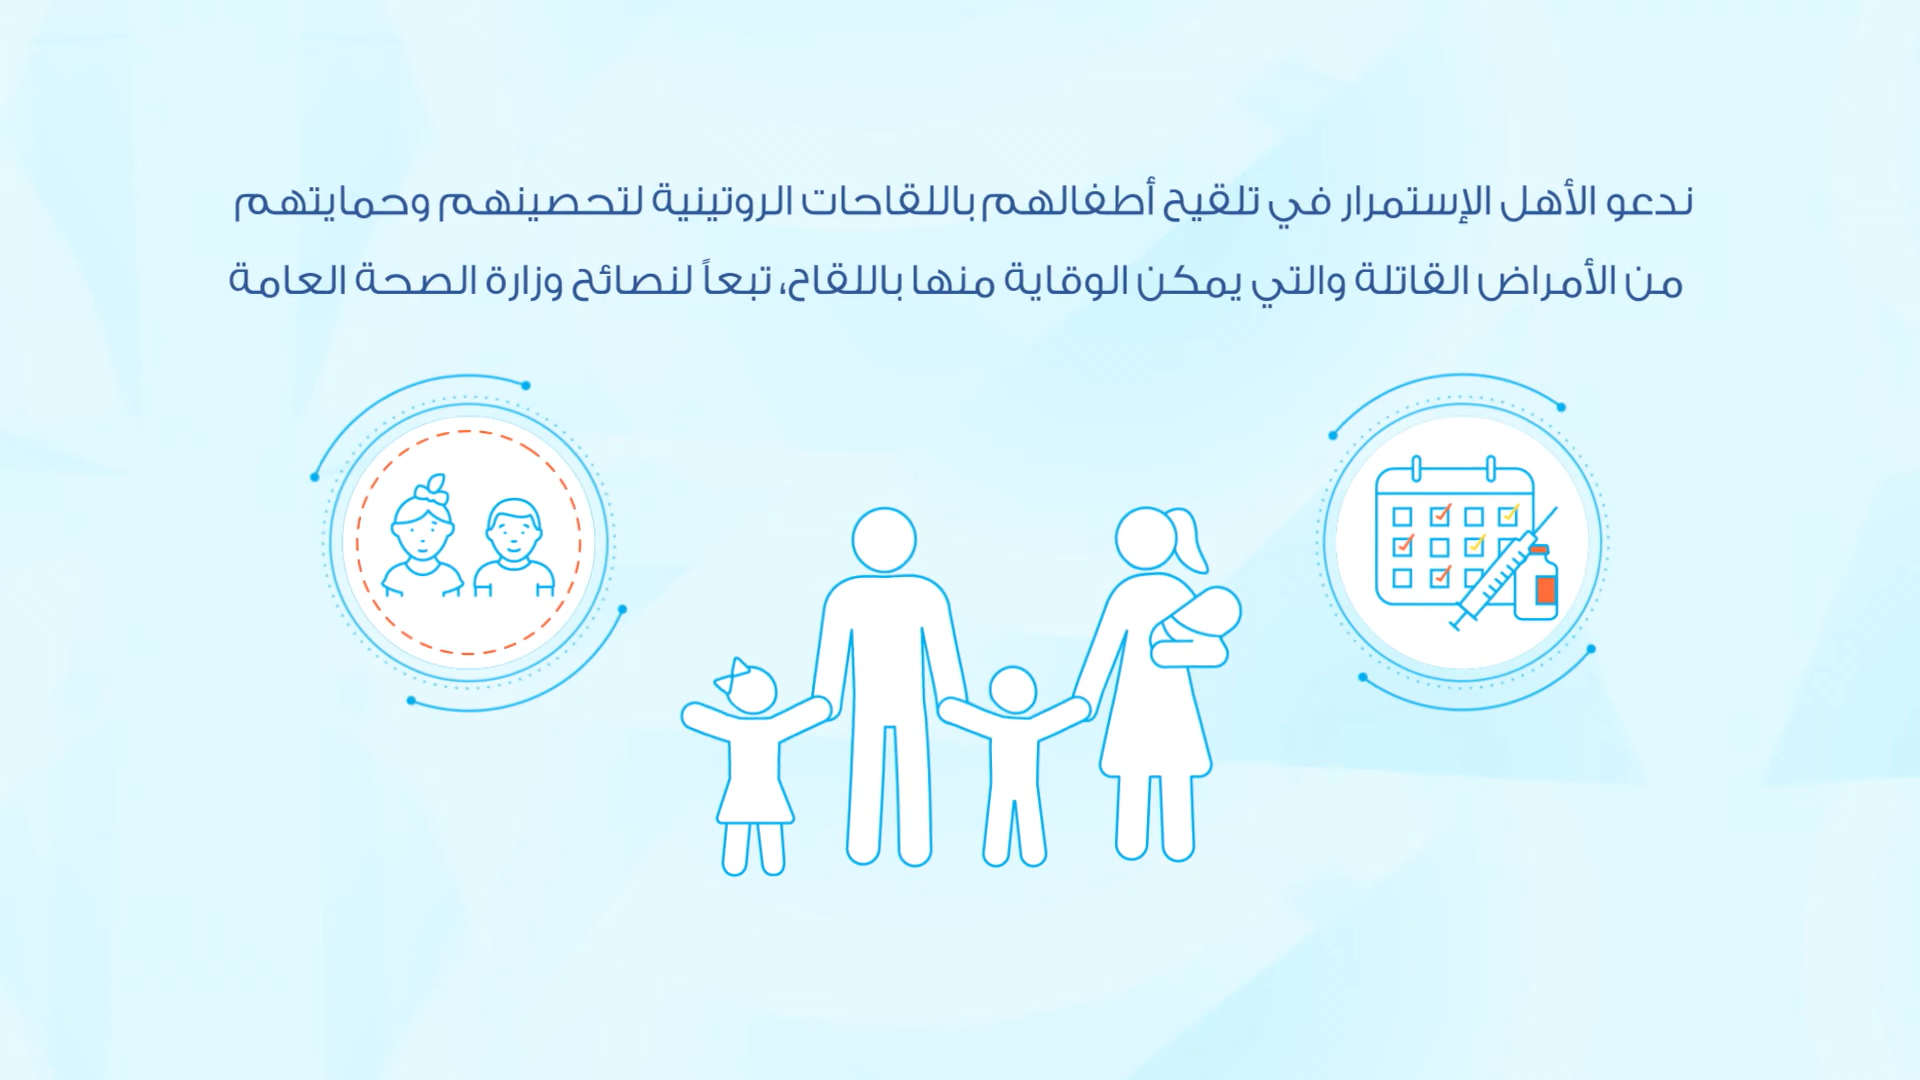 ندعو الأهل الإستمرار في تلقيح أطفالهم باللقاحات الروتينية لتحصينهم وحمايتهم
من الأمراض القاتلة والتي يمكن الوقاية منها باللقاح، تبعاً لنصائح وزارة الصحة العامة